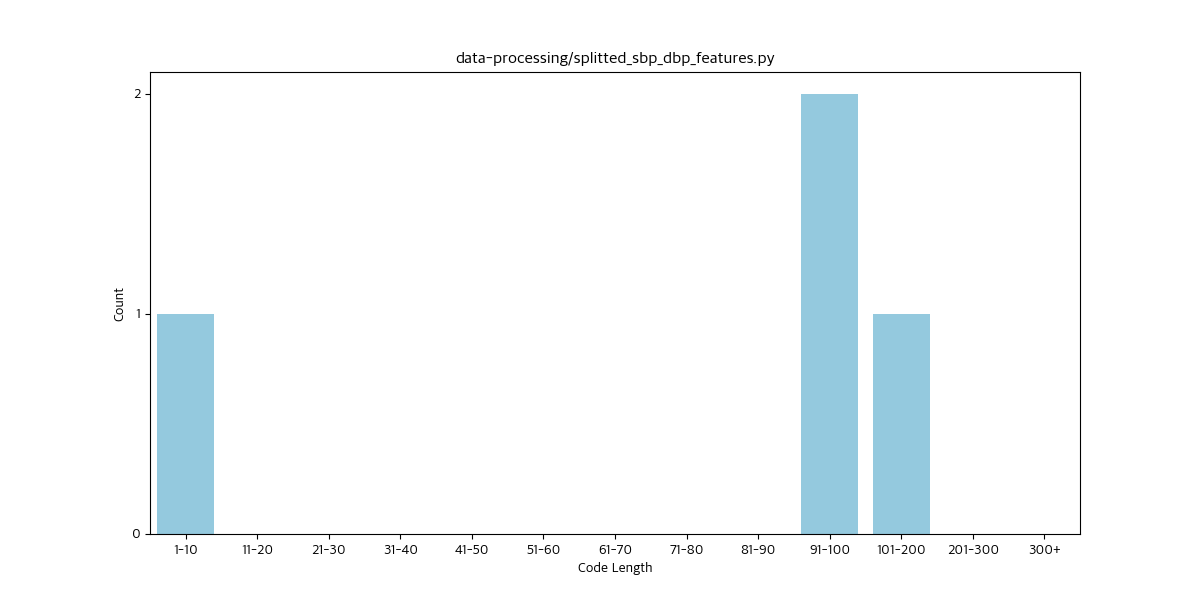 data-processing/splitted_sbp_dbp_features.py
2
1
0
Count
1-10 11-20 21-30 31-40 41-50 51-60 61-70 71-80 81-90 91-100 101-200 201-300 300+
Code Length